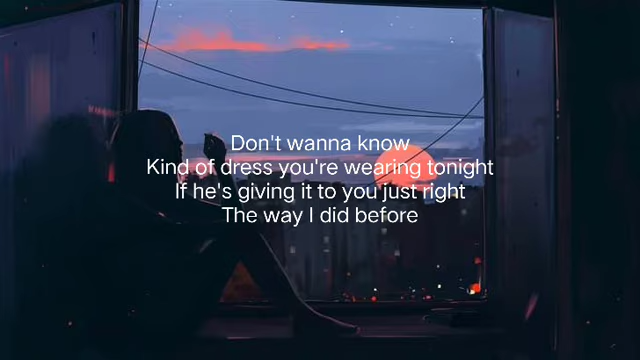 Don't wanna know
Kind of dress you're wearing tonight
If he's giving it to you just right
The way I did before